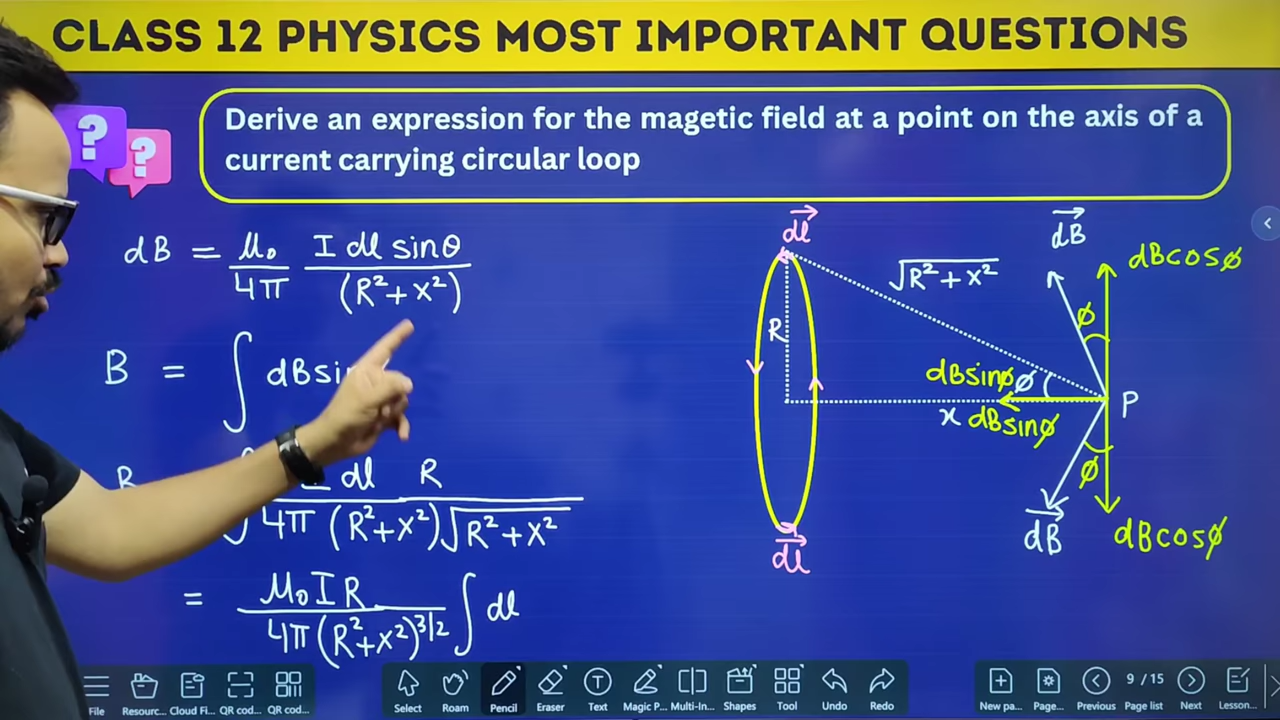 CLASS 12 PHYSICS MOST IMPORTANT QUESTIONS
? ?
Derive an expression for the magetic field at a point on the axis of a
current carrying circular loop
dB = μ₀/4π I dl sinθ/(R²+x²)
B = ∫ dBsin
B ∫ dl R / 4π (R²+x²)√R²+x²
= μ₀IR/4π(R²+x²)^3/2 ∫dl
dl
R
√R²+x²
dB
dBcosφ
φ
dBsinφ φ
x dBsinφ
P
φ
dB
dBcosφ
dl
File Resourc... Cloud Fi... QR cod... QR cod... Select Roam Pencil Eraser Text Magic P... Multi-In... Shapes Tool Undo Redo New pa... Page... Previous 9 / 15 Page list Next Lesson...